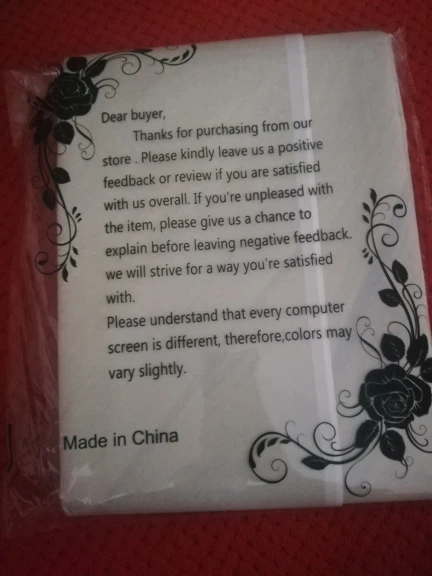 Dear buyer,
Thanks for purchasing from our
store . Please kindly leave us a positive
feedback or review if you are satisfied
with us overall. If you're unpleased with
the item, please give us a chance to
explain before leaving negative feedback.
we will strive for a way you're satisfied
with.
Please understand that every computer
screen is different, therefore,colors may
vary slightly.
Made in China